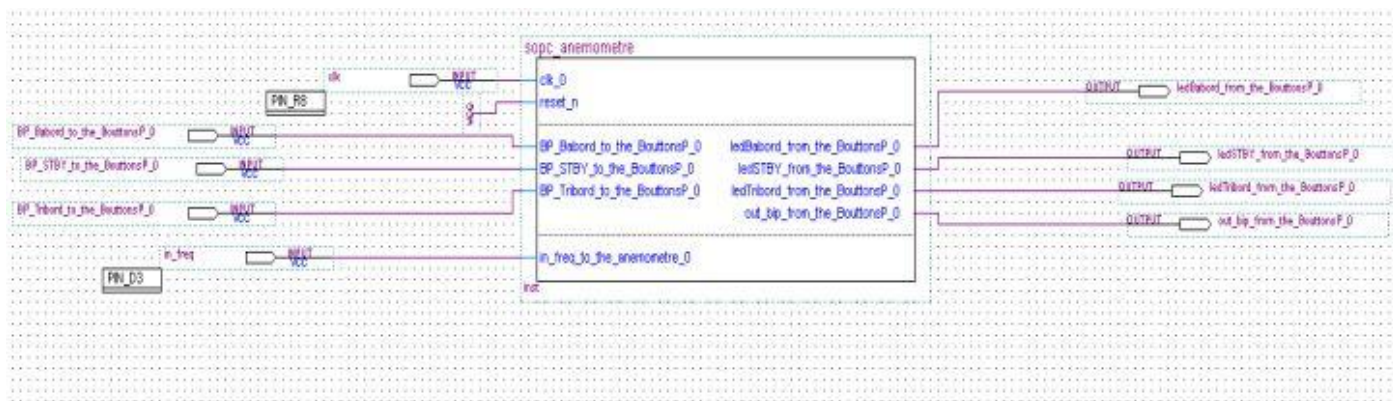 sopc_anemometre
clk
INPUT
VCC
clk_0
PIN_R8
reset_n
BP_Babord_to_the_BouttonsP_0
INPUT
VCC
BP_STBY_to_the_BouttonsP_0
INPUT
VCC
BP_Tribord_to_the_BouttonsP_0
INPUT
VCC
in_freq
INPUT
VCC
PIN_D3
BP_Babord_to_the_BouttonsP_0
BP_STBY_to_the_BouttonsP_0
BP_Tribord_to_the_BouttonsP_0
in_freq_to_the_anemometre_0
inst
ledBabord_from_the_BouttonsP_0
ledSTBY_from_the_BouttonsP_0
ledTribord_from_the_BouttonsP_0
out_bip_from_the_BouttonsP_0
OUTPUT
ledBabord_from_the_BouttonsP_0
OUTPUT
ledSTBY_from_the_BouttonsP_0
OUTPUT
ledTribord_from_the_BouttonsP_0
OUTPUT
out_bip_from_the_BouttonsP_0